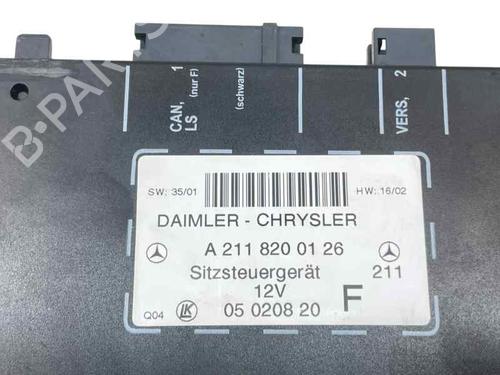 CAN, 1
LS (nur F)
(schwarz)
VERS, 2
SW: 35/01 HW: 16/02
DAIMLER - CHRYSLER
A 211 820 01 26
Sitzsteuergerät 211
12V
Q04 LK 05 0208 20 F
B-PARTS